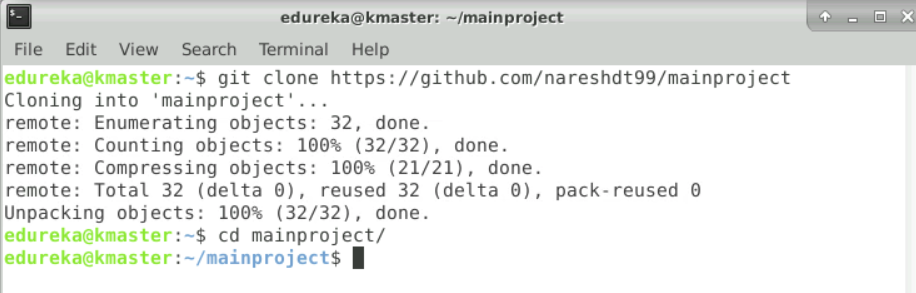 edureka@kmaster: ~/mainproject
File Edit View Search Terminal Help
edureka@kmaster:~$ git clone https://github.com/nareshdt99/mainproject
Cloning into 'mainproject'...
remote: Enumerating objects: 32, done.
remote: Counting objects: 100% (32/32), done.
remote: Compressing objects: 100% (21/21), done.
remote: Total 32 (delta 0), reused 32 (delta 0), pack-reused 0
Unpacking objects: 100% (32/32), done.
edureka@kmaster:~$ cd mainproject/
edureka@kmaster:~/mainproject$